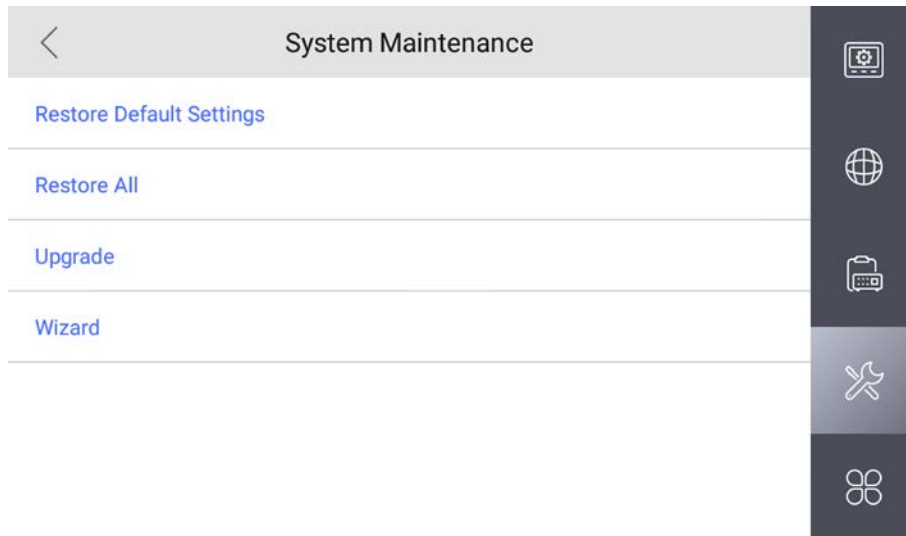 System Maintenance
Restore Default Settings
Restore All
Upgrade
Wizard